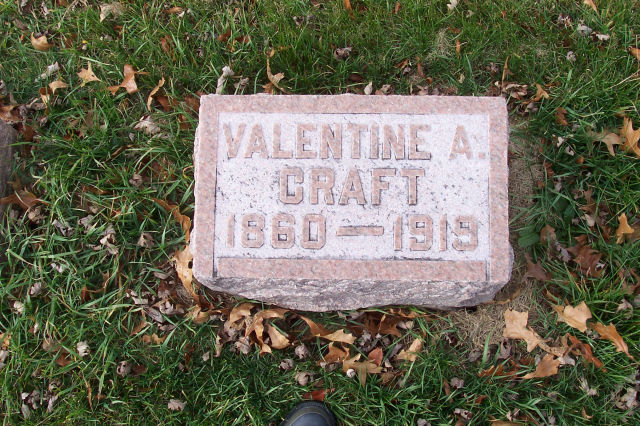 VALENTINE A.
CRAFT
1860 — 1919